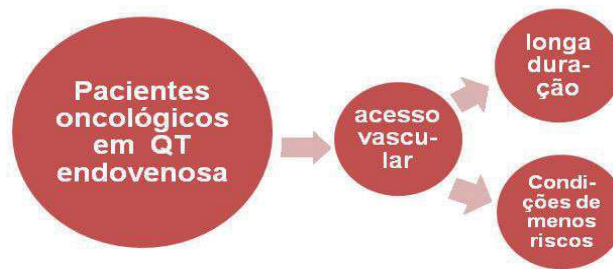 Pacientes
oncológicos
em QT
endovenosa
acesso
vascu-
lar
longa
dura-
ção
Condi-
ções de
menos
riscos